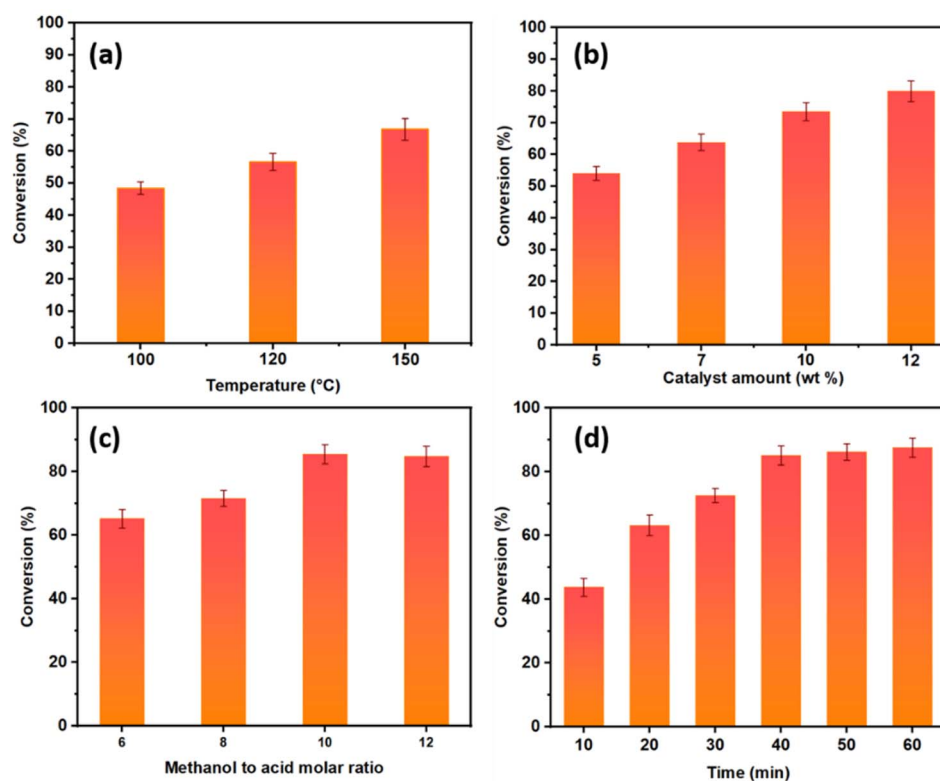 (a)
Conversion (%)
100
90
80
70
60
50
40
30
20
10
0
100 120 150
Temperature (°C)
(b)
Conversion (%)
100
90
80
70
60
50
40
30
20
10
0
5 7 10 12
Catalyst amount (wt %)
(c)
Conversion (%)
100
80
60
40
20
0
6 8 10 12
Methanol to acid molar ratio
(d)
Conversion (%)
100
80
60
40
20
0
10 20 30 40 50 60
Time (min)